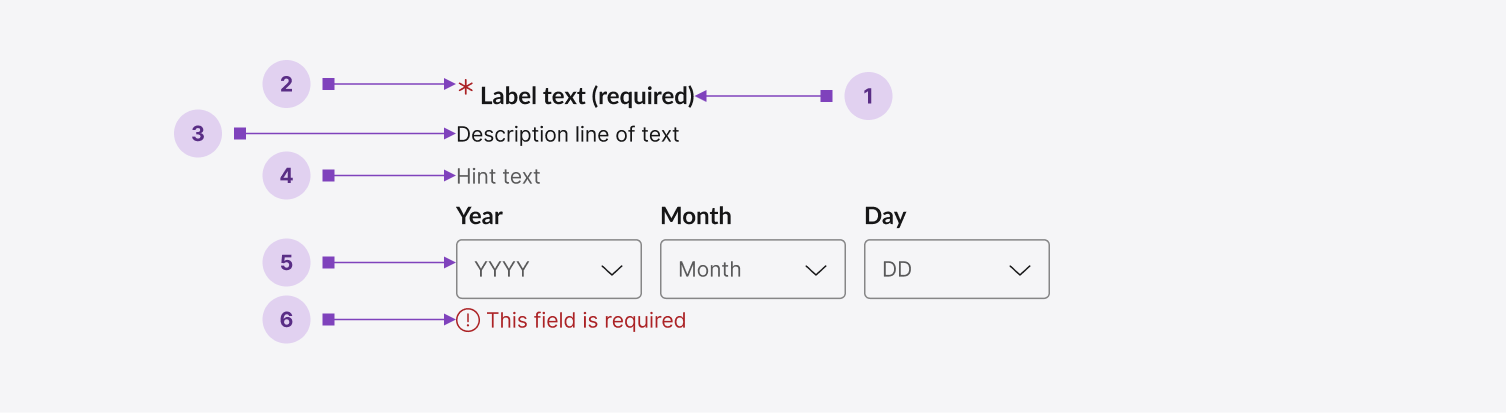 2 * Label text (required) 1
3 Description line of text
4 Hint text
Year Month Day
5 YYYY Month DD
6 This field is required